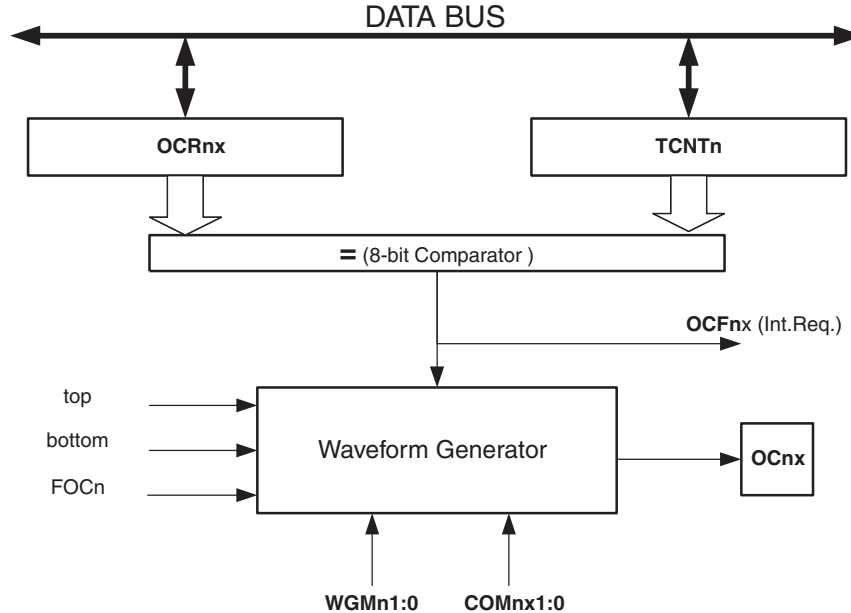 DATA BUS
OCRnx
TCNTn
= (8-bit Comparator )
OCFnx (Int.Req.)
top
bottom
FOCn
Waveform Generator
OCnx
WGMn1:0
COMnx1:0